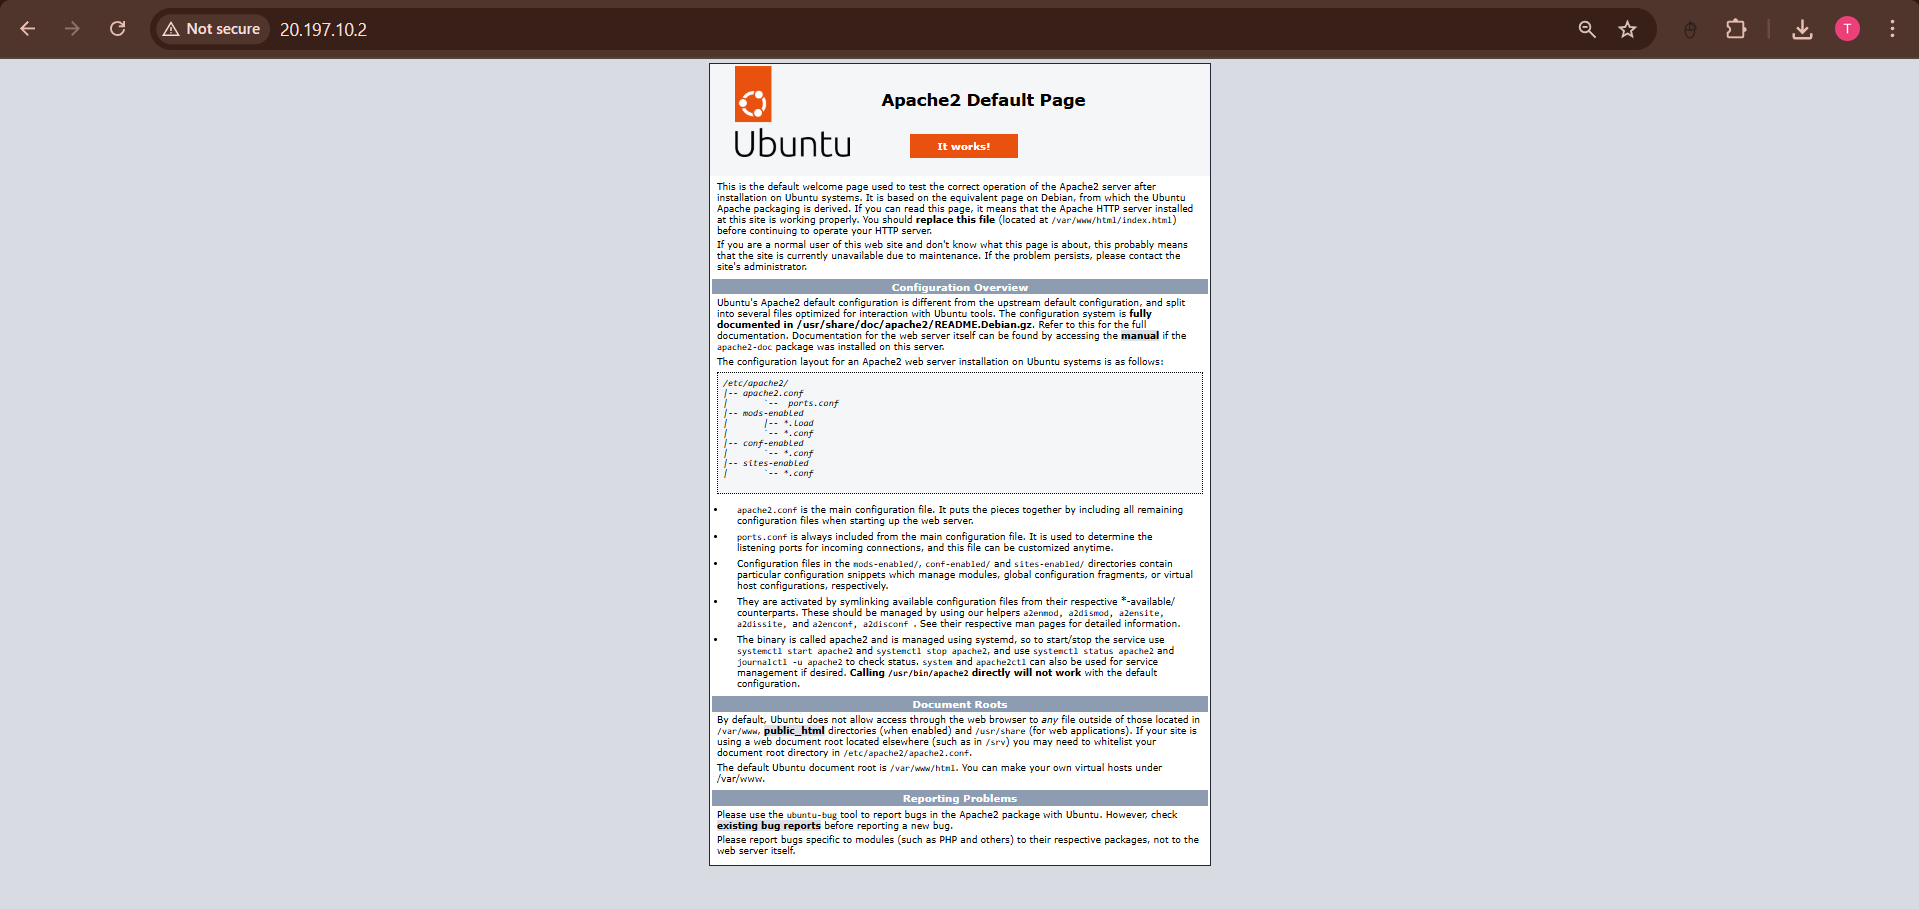 Not secure
20.197.10.2
T
ubuntu
Apache2 Default Page
It works!
This is the default welcome page used to test the correct operation of the Apache2 server after
installation on Ubuntu systems. It is based on the equivalent page on Debian, from which the Ubuntu
Apache packaging is derived. If you can read this page, it means that the Apache HTTP server installed
at this site is working properly. You should replace this file (located at /var/www/html/index.html)
before continuing to operate your HTTP server.
If you are a normal user of this web site and don't know what this page is about, this probably means
that the site is currently unavailable due to maintenance. If the problem persists, please contact the
site's administrator.
Configuration Overview
Ubuntu's Apache2 default configuration is different from the upstream default configuration, and split
into several files optimized for interaction with Ubuntu tools. The configuration system is fully
documented in /usr/share/doc/apache2/README.Debian.gz. Refer to this for the full
documentation. Documentation for the web server itself can be found by accessing the manual if the
apache2-doc package was installed on this server.
The configuration layout for an Apache2 web server installation on Ubuntu systems is as follows:
/etc/apache2/
|-- apache2.conf
|       `--  ports.conf
|-- mods-enabled
|       |-- *.load
|       `-- *.conf
|-- conf-enabled
|       `-- *.conf
|-- sites-enabled
|       `-- *.conf
• apache2.conf is the main configuration file. It puts the pieces together by including all remaining
configuration files when starting up the web server.
• ports.conf is always included from the main configuration file. It is used to determine the
listening ports for incoming connections, and this file can be customized anytime.
• Configuration files in the mods-enabled/, conf-enabled/ and sites-enabled/ directories contain
particular configuration snippets which manage modules, global configuration fragments, or virtual
host configurations, respectively.
• They are activated by symlinking available configuration files from their respective *-available/
counterparts. These should be managed by using our helpers a2enmod, a2dismod, a2ensite,
a2dissite, and a2enconf, a2disconf . See their respective man pages for detailed information.
• The binary is called apache2 and is managed using systemd, so to start/stop the service use
systemctl start apache2 and systemctl stop apache2, and use systemctl status apache2 and
journalctl -u apache2 to check status. system and apache2ctl can also be used for service
management if desired. Calling /usr/bin/apache2 directly will not work with the default
configuration.
Document Roots
By default, Ubuntu does not allow access through the web browser to any file outside of those located in
/var/www, public_html directories (when enabled) and /usr/share (for web applications). If your site is
using a web document root located elsewhere (such as in /srv) you may need to whitelist your
document root directory in /etc/apache2/apache2.conf.
The default Ubuntu document root is /var/www/html. You can make your own virtual hosts under
/var/www.
Reporting Problems
Please use the ubuntu-bug tool to report bugs in the Apache2 package with Ubuntu. However, check
existing bug reports before reporting a new bug.
Please report bugs specific to modules (such as PHP and others) to their respective packages, not to the
web server itself.